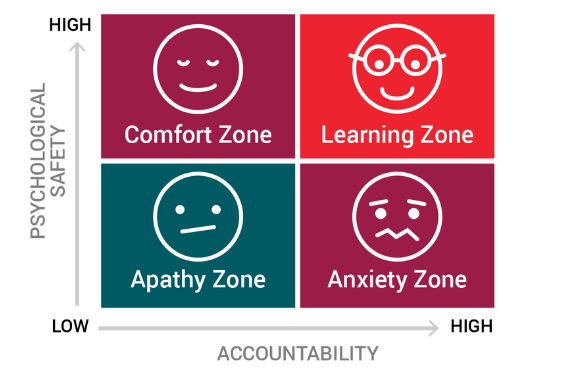 HIGH
PSYCHOLOGICAL
SAFETY
Comfort Zone
Learning Zone
Apathy Zone
Anxiety Zone
LOW
HIGH
ACCOUNTABILITY